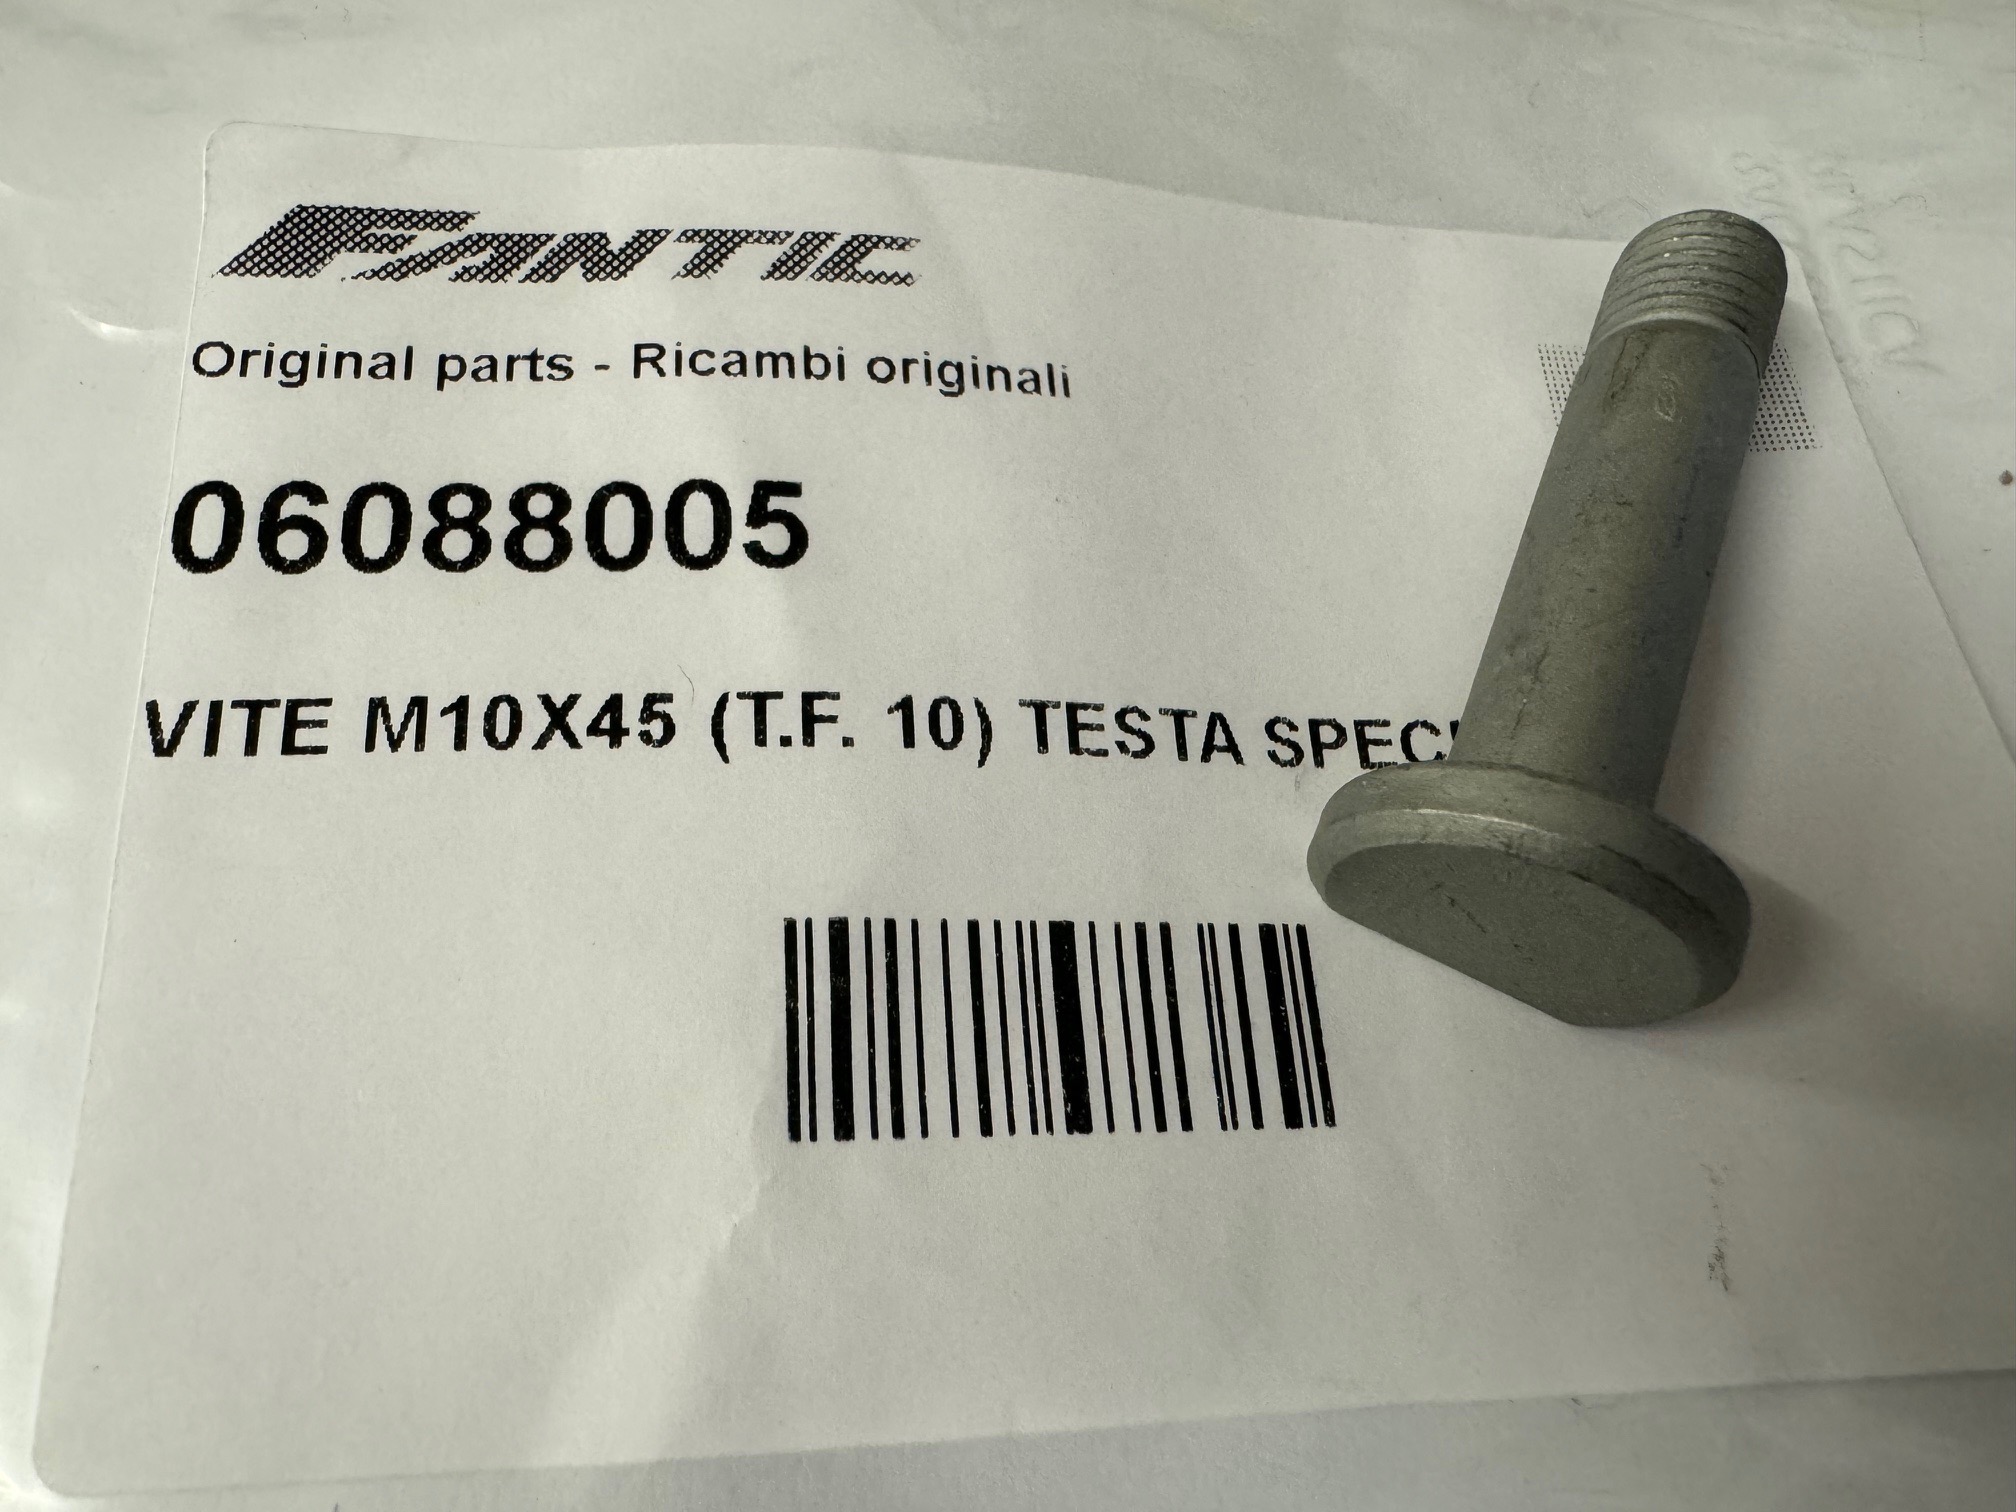 FANTIC
Original parts - Ricambi originali
06088005
VITE M10X45 (T.F. 10) TESTA